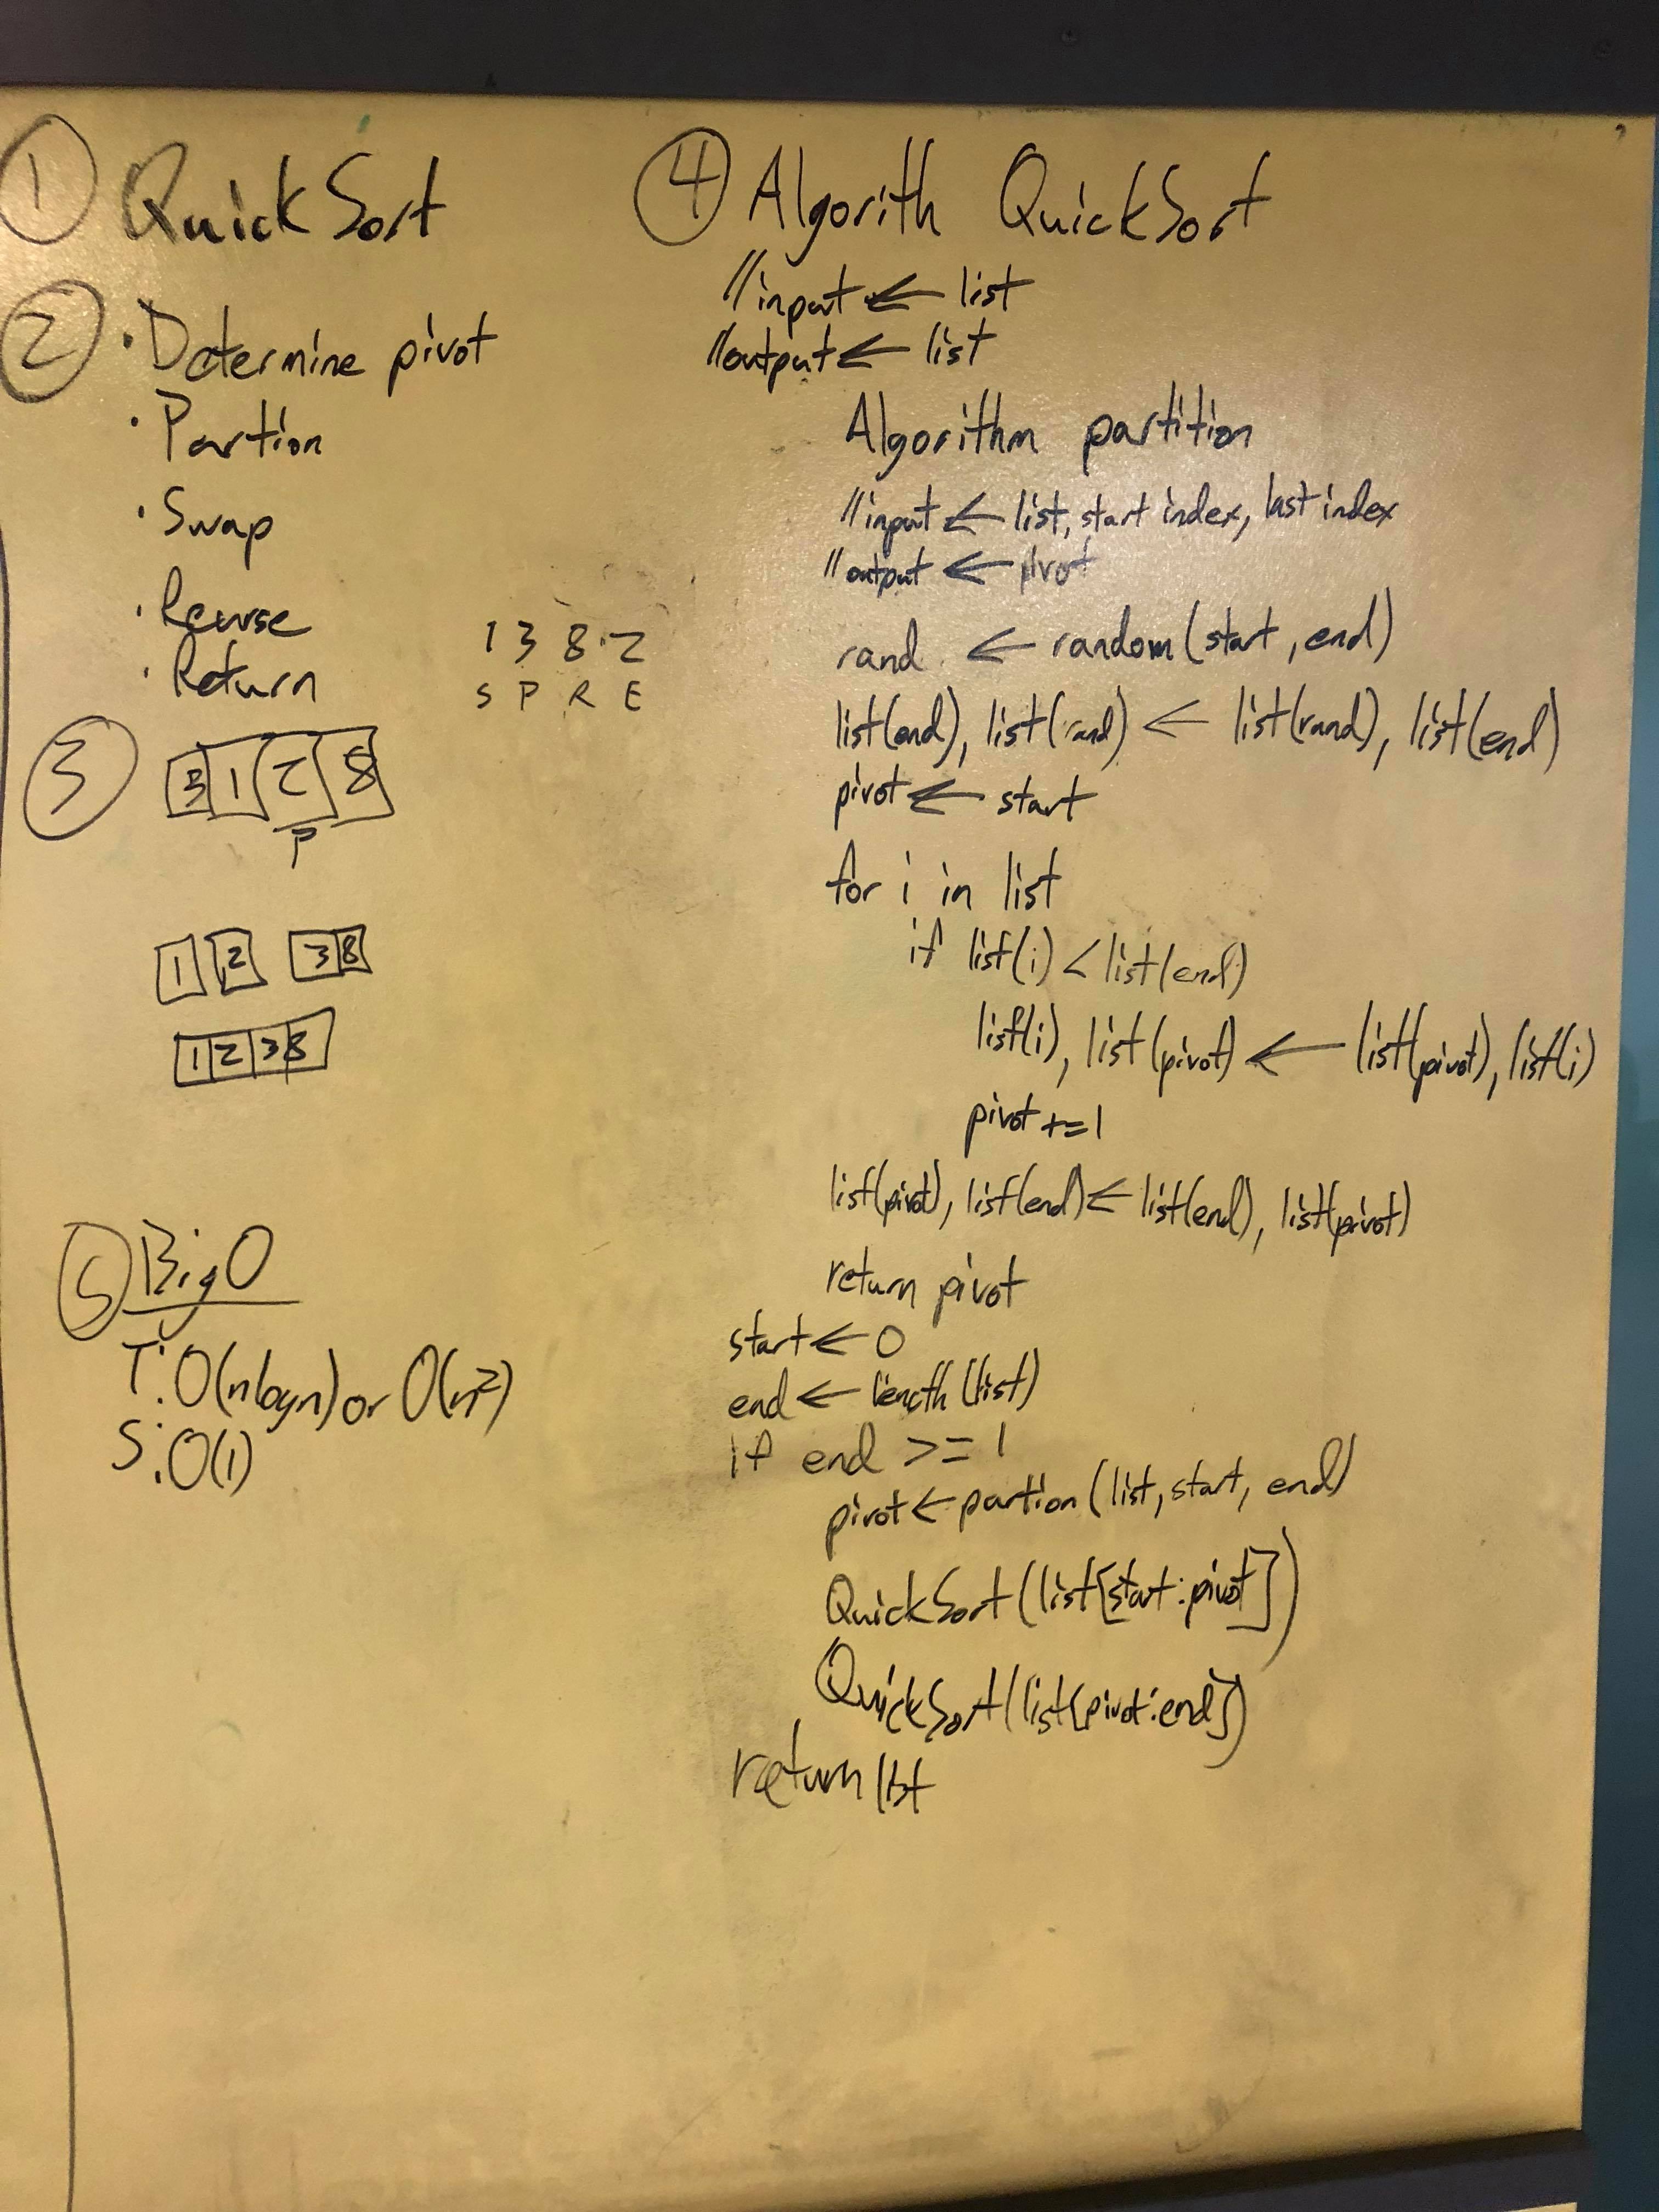 ① QuickSort
② · Determine pivot
· Partion
· Swap
· Recurse
· Return
1 3 8 2
S P R E
③ 3 1 2 8
P
1 2 3 8
1 2 3 8
⑤ Big O
T: O(nlogn) or O(n²)
S: O(1)
④ Algorith QuickSort
//input ← list
//output ← list
Algorithm partition
//input ← list, start index, last index
//output ← pivot
rand ← random(start, end)
list(end), list(rand) ← list(rand), list(end)
pivot ← start
for i in list
if list(i) < list(end)
list(i), list(pivot) ← list(pivot), list(i)
pivot += 1
list(pivot), list(end) ← list(end), list(pivot)
return pivot
start ← 0
end ← length(list)
if end >= 1
pivot ← partion(list, start, end)
QuickSort(list[start:pivot])
QuickSort(list[pivot:end])
return list